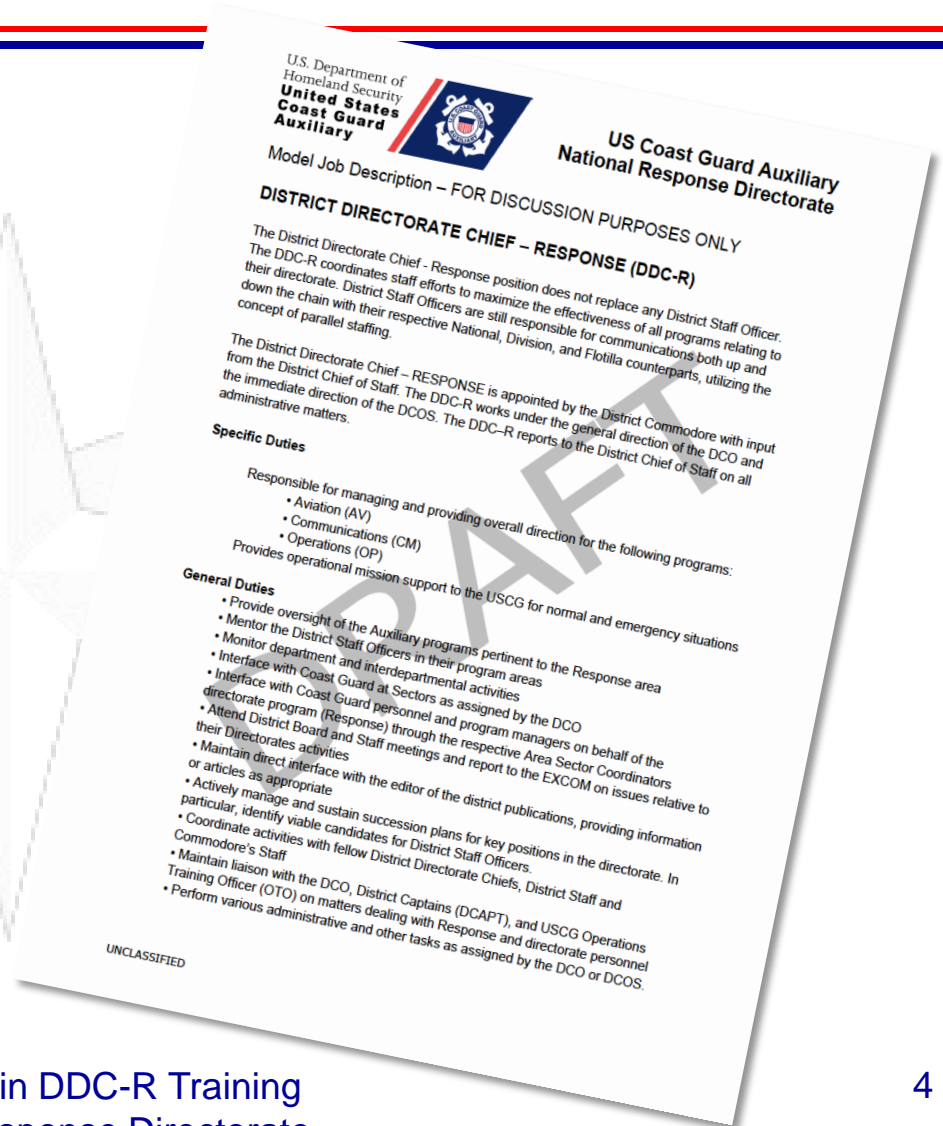 U.S. Department of
Homeland Security
United States
Coast Guard
Auxiliary
US Coast Guard Auxiliary
National Response Directorate
Model Job Description – FOR DISCUSSION PURPOSES ONLY
DISTRICT DIRECTORATE CHIEF – RESPONSE (DDC-R)
The District Directorate Chief - Response position does not replace any District Staff Officer.
The DDC-R coordinates staff efforts to maximize the effectiveness of all programs relating to
their directorate. District Staff Officers are still responsible for communications both up and
down the chain with their respective National, Division, and Flotilla counterparts, utilizing the
concept of parallel staffing.
The District Directorate Chief – RESPONSE is appointed by the District Commodore with input
from the District Chief of Staff. The DDC-R works under the general direction of the DCO and
the immediate direction of the DCOS. The DDC–R reports to the District Chief of Staff on all
administrative matters.
Specific Duties
Responsible for managing and providing overall direction for the following programs:
• Aviation (AV)
• Communications (CM)
• Operations (OP)
Provides operational mission support to the USCG for normal and emergency situations
General Duties
• Provide oversight of the Auxiliary programs pertinent to the Response area
• Mentor the District Staff Officers in their program areas
• Monitor department and interdepartmental activities
• Interface with Coast Guard at Sectors as assigned by the DCO
• Interface with Coast Guard personnel and program managers on behalf of the
directorate program (Response) through the respective Area Sector Coordinators
• Attend District Board and Staff meetings and report to the EXCOM on issues relative to
their Directorates activities
• Maintain direct interface with the editor of the district publications, providing information
or articles as appropriate
• Actively manage and sustain succession plans for key positions in the directorate. In
particular, identify viable candidates for District Staff Officers.
• Coordinate activities with fellow District Directorate Chiefs, District Staff and
Commodore's Staff
• Maintain liaison with the DCO, District Captains (DCAPT), and USCG Operations
Training Officer (OTO) on matters dealing with Response and directorate personnel
• Perform various administrative and other tasks as assigned by the DCO or DCOS.
DRAFT
UNCLASSIFIED
in DDC-R Training
4